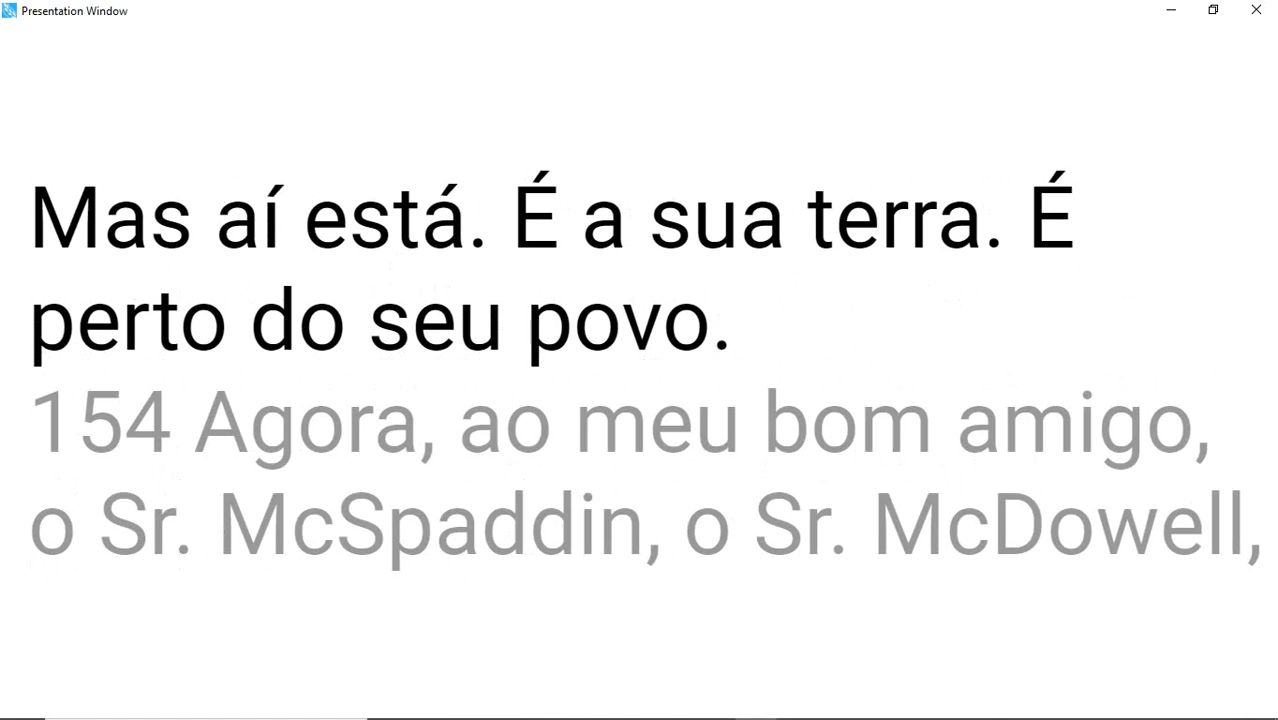 Presentation Window
Mas aí está. É a sua terra. É
perto do seu povo.
154 Agora, ao meu bom amigo,
o Sr. McSpaddin, o Sr. McDowell,